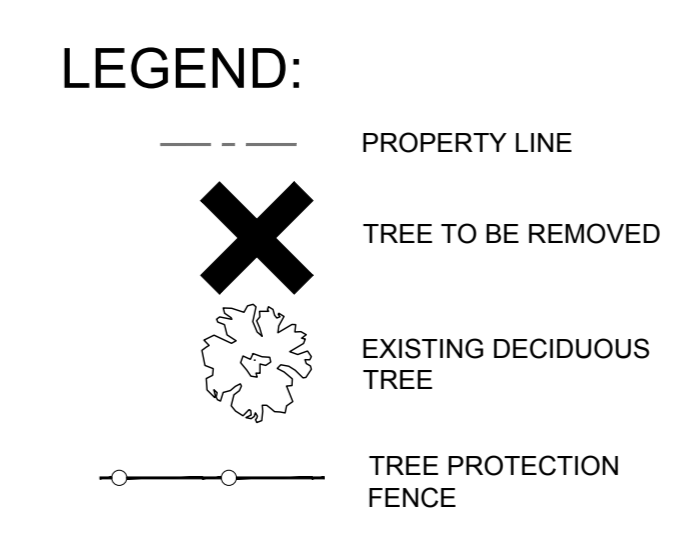 LEGEND:
PROPERTY LINE
TREE TO BE REMOVED
EXISTING DECIDUOUS
TREE
TREE PROTECTION
FENCE